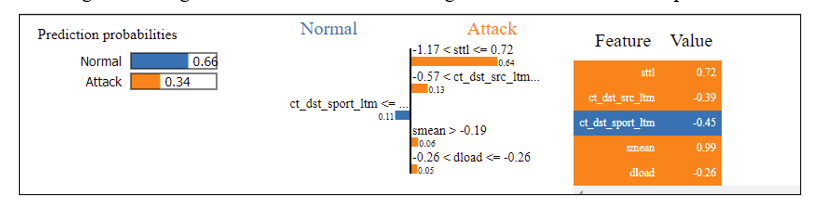 Prediction probabilities
Normal 0.66
Attack 0.34
Normal Attack
-1.17 < sttl <= 0.72
0.64
-0.57 < ct_dst_src_ltm...
0.13
ct_dst_sport_ltm <= ...
0.11
smean > -0.19
0.06
-0.26 < dload <= -0.26
0.05
Feature Value
sttl 0.72
ct_dst_src_ltm -0.39
ct_dst_sport_ltm -0.45
smean 0.99
dload -0.26